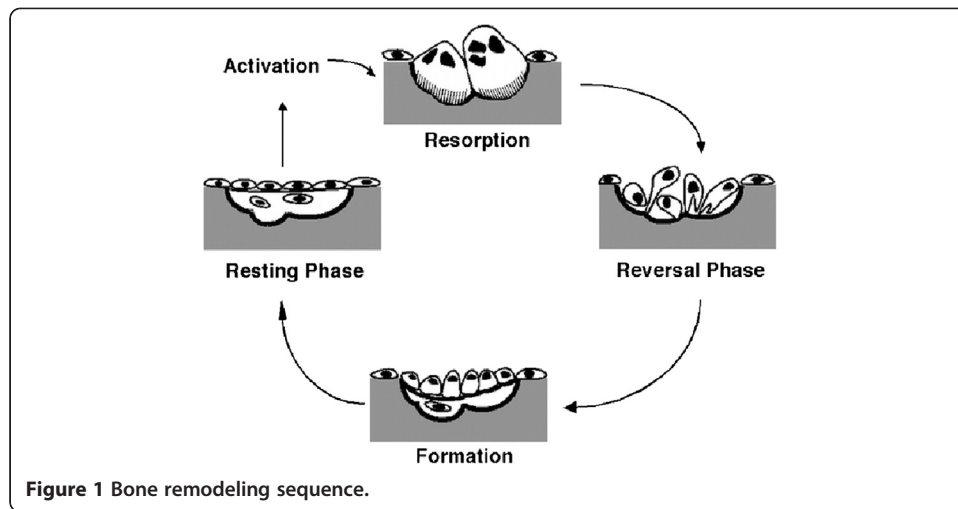 Activation
Resorption
Resting Phase
Reversal Phase
Formation
Figure 1 Bone remodeling sequence.